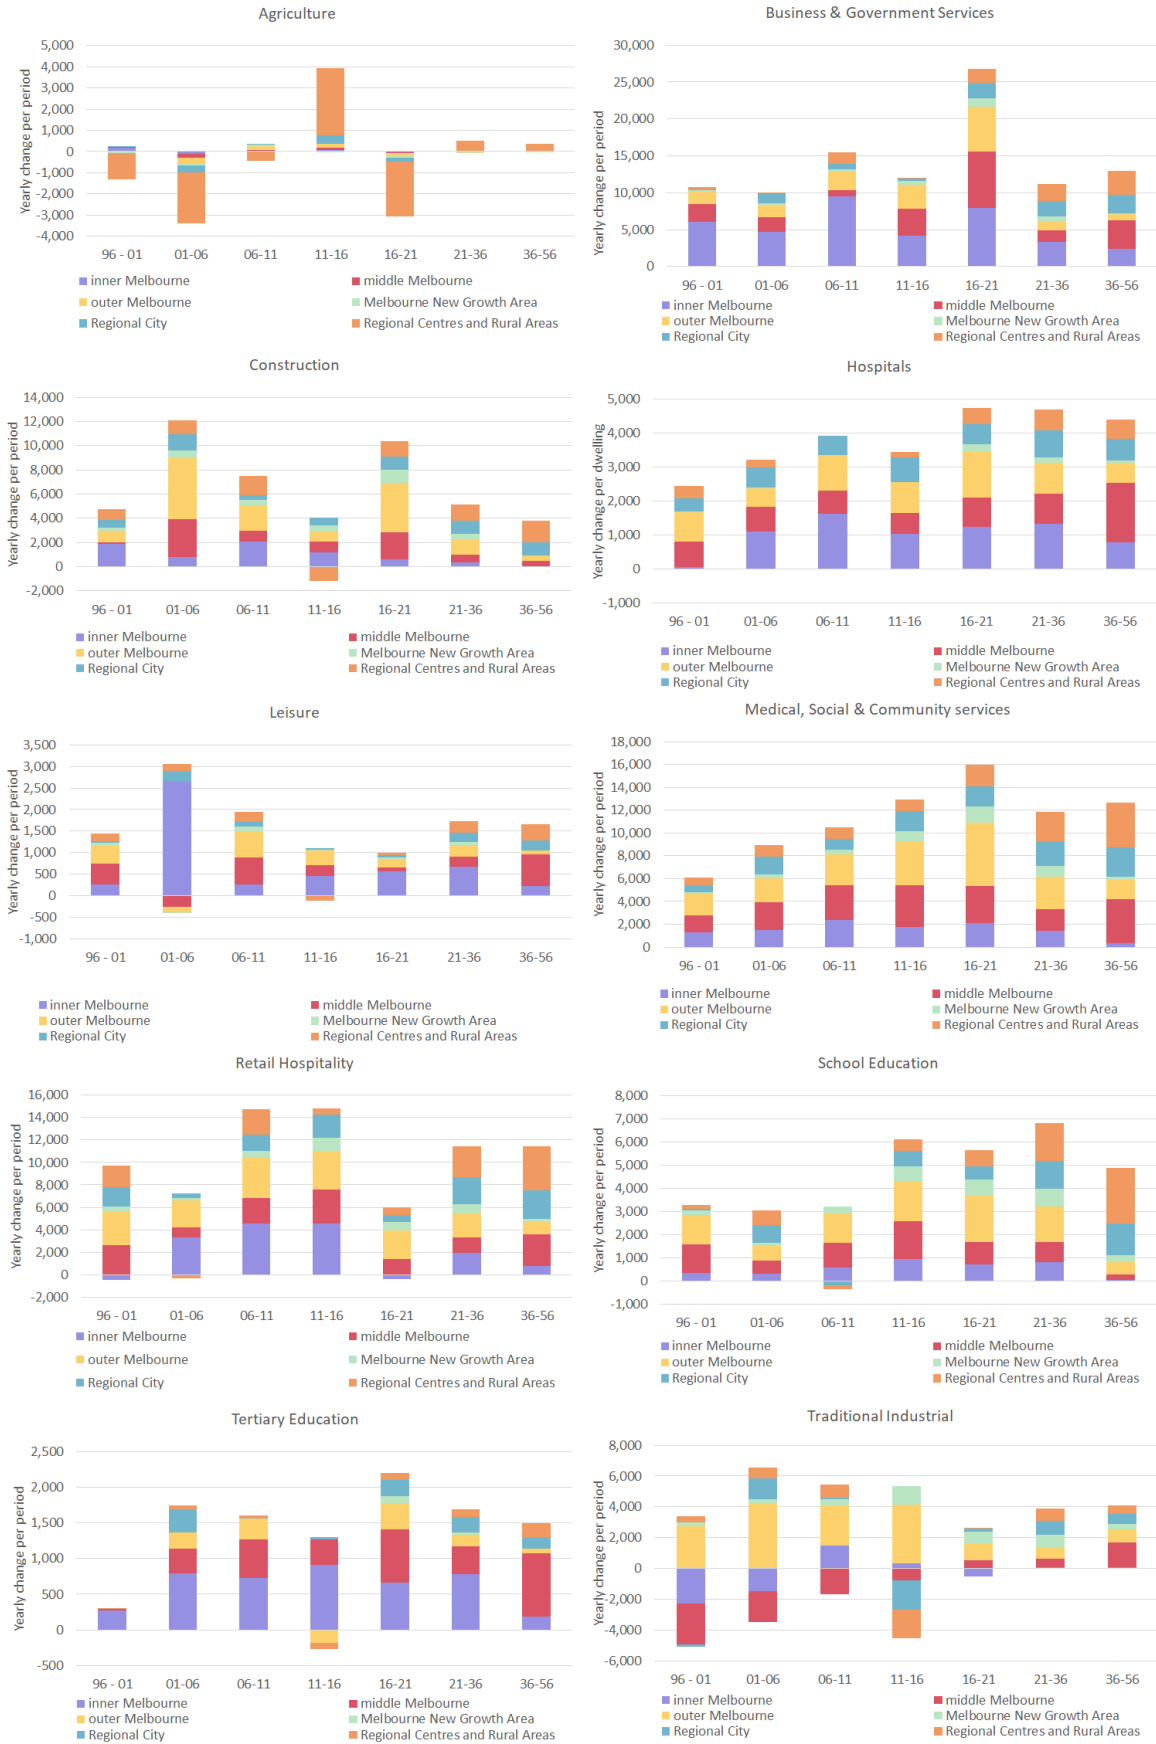 Agriculture
Yearly change per period
5,000
4,000
3,000
2,000
1,000
0
-1,000
-2,000
-3,000
-4,000
96 - 01 01-06 06-11 11-16 16-21 21-36 36-56
inner Melbourne middle Melbourne
outer Melbourne Melbourne New Growth Area
Regional City Regional Centres and Rural Areas
Business & Government Services
Yearly change per period
30,000
25,000
20,000
15,000
10,000
5,000
0
96 - 01 01-06 06-11 11-16 16-21 21-36 36-56
inner Melbourne middle Melbourne
outer Melbourne Melbourne New Growth Area
Regional City Regional Centres and Rural Areas
Construction
Yearly change per period
14,000
12,000
10,000
8,000
6,000
4,000
2,000
0
-2,000
96 - 01 01-06 06-11 11-16 16-21 21-36 36-56
inner Melbourne middle Melbourne
outer Melbourne Melbourne New Growth Area
Regional City Regional Centres and Rural Areas
Hospitals
Yearly change per dwelling
5,000
4,000
3,000
2,000
1,000
0
-1,000
96 - 01 01-06 06-11 11-16 16-21 21-36 36-56
inner Melbourne middle Melbourne
outer Melbourne Melbourne New Growth Area
Regional City Regional Centres and Rural Areas
Leisure
Yearly change per period
3,500
3,000
2,500
2,000
1,500
1,000
500
0
-500
-1,000
96 - 01 01-06 06-11 11-16 16-21 21-36 36-56
inner Melbourne middle Melbourne
outer Melbourne Melbourne New Growth Area
Regional City Regional Centres and Rural Areas
Medical, Social & Community services
Yearly change per period
18,000
16,000
14,000
12,000
10,000
8,000
6,000
4,000
2,000
0
96 - 01 01-06 06-11 11-16 16-21 21-36 36-56
inner Melbourne middle Melbourne
outer Melbourne Melbourne New Growth Area
Regional City Regional Centres and Rural Areas
Retail Hospitality
Yearly change per period
16,000
14,000
12,000
10,000
8,000
6,000
4,000
2,000
0
-2,000
96 - 01 01-06 06-11 11-16 16-21 21-36 36-56
inner Melbourne middle Melbourne
outer Melbourne Melbourne New Growth Area
Regional City Regional Centres and Rural Areas
School Education
Yearly change per period
8,000
7,000
6,000
5,000
4,000
3,000
2,000
1,000
0
-1,000
96 - 01 01-06 06-11 11-16 16-21 21-36 36-56
inner Melbourne middle Melbourne
outer Melbourne Melbourne New Growth Area
Regional City Regional Centres and Rural Areas
Tertiary Education
Yearly change per period
2,500
2,000
1,500
1,000
500
0
-500
96 - 01 01-06 06-11 11-16 16-21 21-36 36-56
inner Melbourne middle Melbourne
outer Melbourne Melbourne New Growth Area
Regional City Regional Centres and Rural Areas
Traditional Industrial
Yearly change per period
8,000
6,000
4,000
2,000
0
-2,000
-4,000
-6,000
96 - 01 01-06 06-11 11-16 16-21 21-36 36-56
inner Melbourne middle Melbourne
outer Melbourne Melbourne New Growth Area
Regional City Regional Centres and Rural Areas